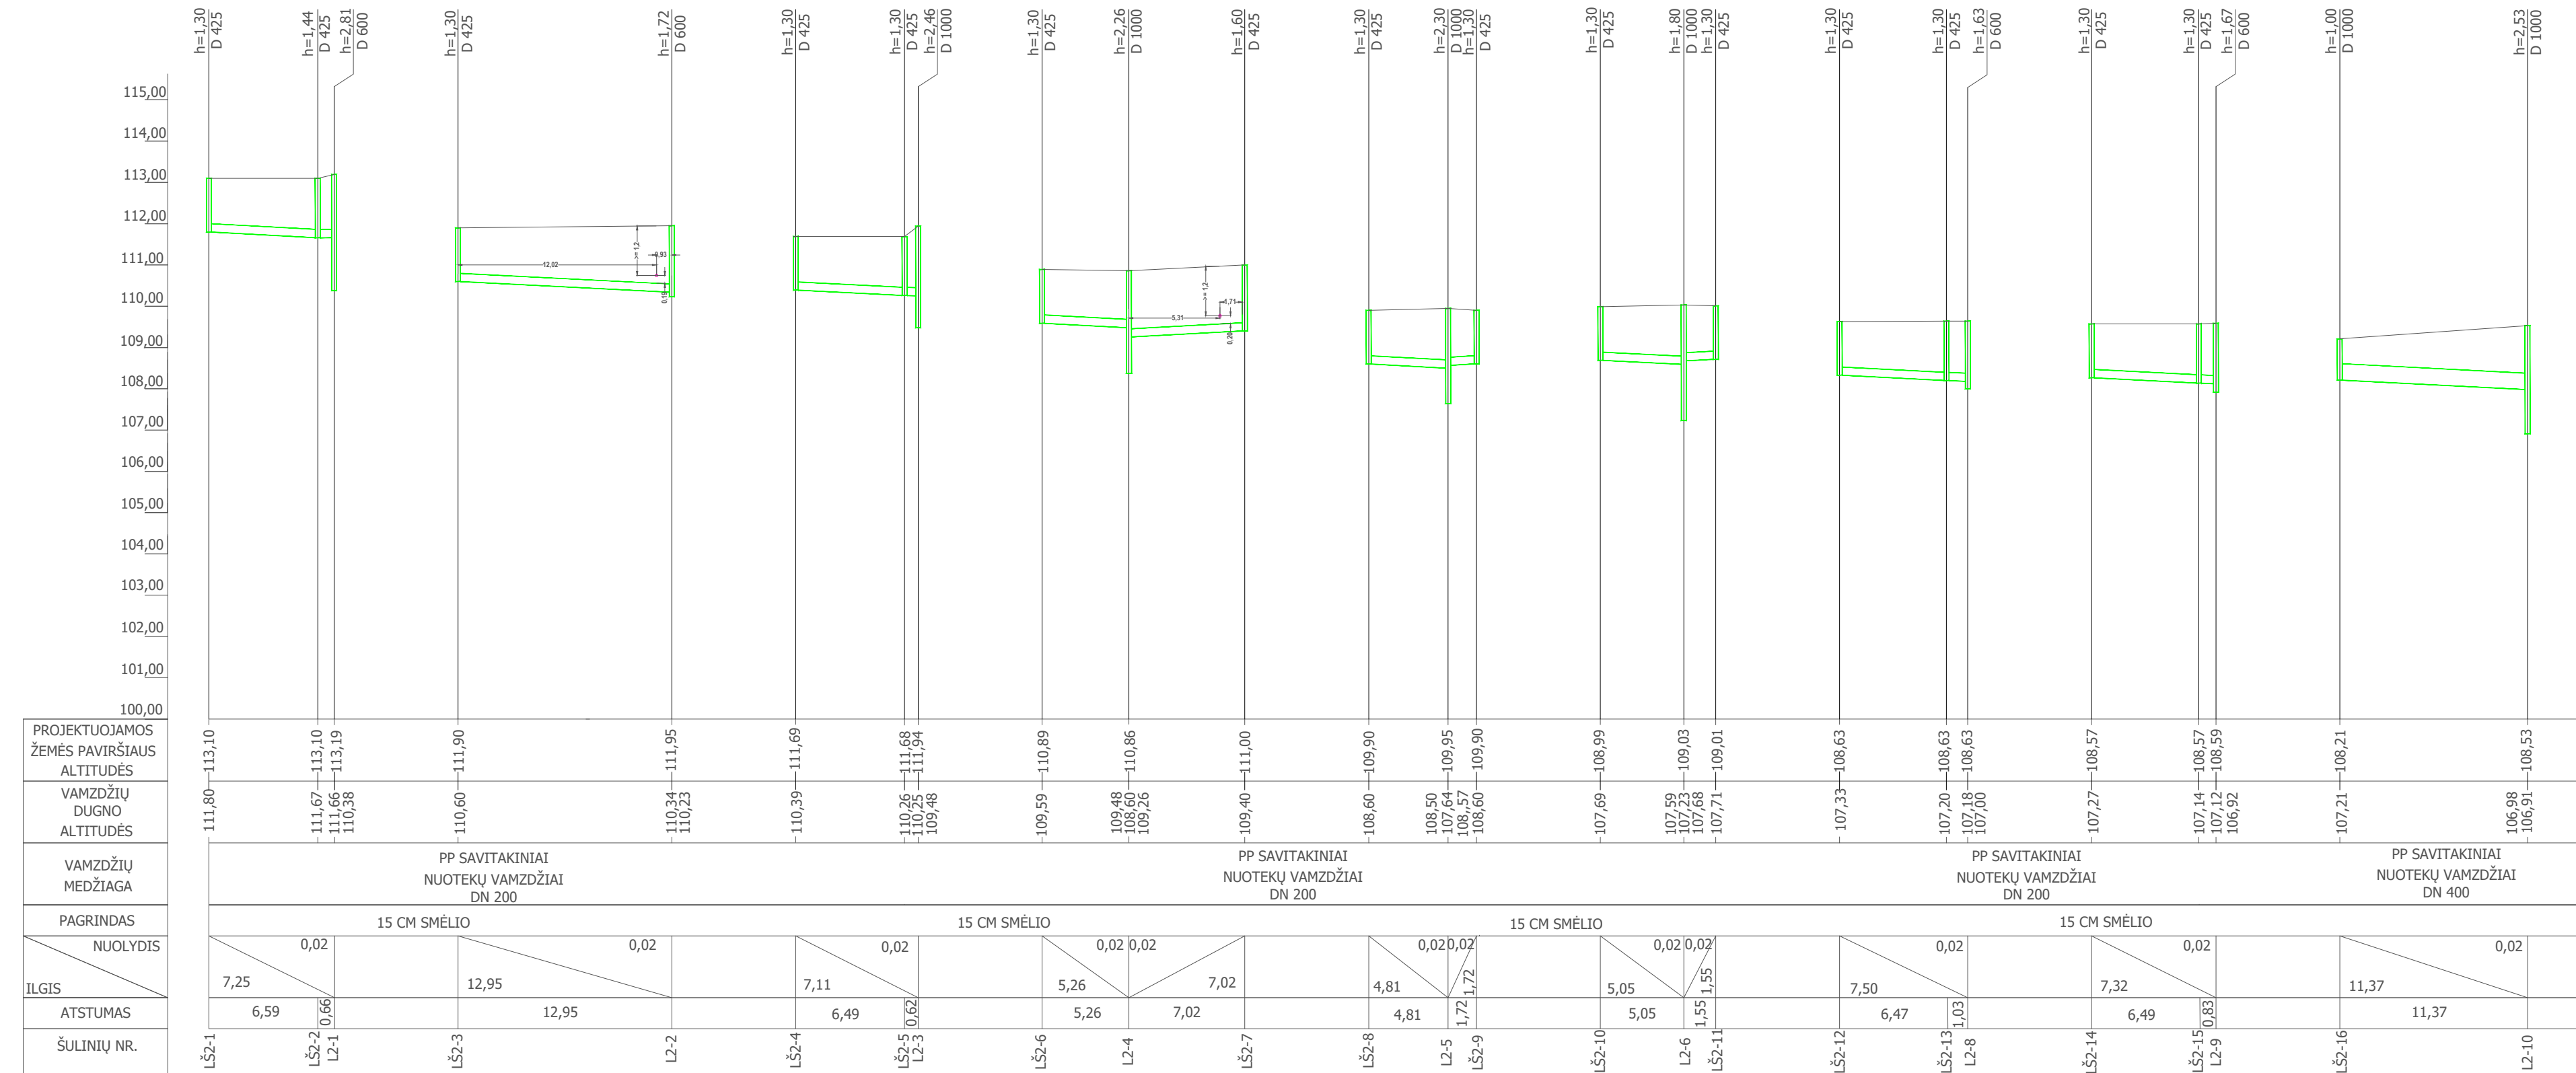 h=1,30
D 425
h=1,44
D 425
h=2,81
D 600
h=1,30
D 425
h=1,72
D 600
h=1,30
D 425
h=1,30
D 425
h=2,46
D 1000
h=1,30
D 425
h=2,26
D 1000
h=1,60
D 425
h=1,30
D 425
h=2,30
D 1000
h=1,30
D 425
h=1,30
D 425
h=1,80
D 1000
h=1,30
D 425
h=1,30
D 425
h=1,30
D 425
h=1,63
D 600
h=1,30
D 425
h=1,30
D 425
h=1,67
D 600
h=1,00
D 1000
h=2,53
D 1000
115,00
114,00
113,00
112,00
111,00
110,00
109,00
108,00
107,00
106,00
105,00
104,00
103,00
102,00
101,00
100,00
12,02
>= 1,2
0,93
0,19
5,31
>= 1,2
1,71
0,20
PROJEKTUOJAMOS
ŽEMĖS PAVIRŠIAUS
ALTITUDĖS
113,10
113,10
113,19
111,90
111,95
111,69
111,68
111,94
110,89
110,86
111,00
109,90
109,95
109,90
108,99
109,03
109,01
108,63
108,63
108,63
108,57
108,57
108,59
108,21
108,53
VAMZDŽIŲ
DUGNO
ALTITUDĖS
111,80
111,67
111,66
110,38
110,60
110,34
110,23
110,39
110,26
110,25
109,48
109,59
109,48
108,60
109,26
109,40
108,60
108,50
107,64
108,57
108,60
107,69
107,59
107,23
107,68
107,71
107,33
107,20
107,18
107,00
107,27
107,14
107,12
106,92
107,21
106,98
106,91
VAMZDŽIŲ
MEDŽIAGA
PP SAVITAKINIAI
NUOTEKŲ VAMZDŽIAI
DN 200
PP SAVITAKINIAI
NUOTEKŲ VAMZDŽIAI
DN 200
PP SAVITAKINIAI
NUOTEKŲ VAMZDŽIAI
DN 200
PP SAVITAKINIAI
NUOTEKŲ VAMZDŽIAI
DN 400
PAGRINDAS
15 CM SMĖLIO
15 CM SMĖLIO
15 CM SMĖLIO
15 CM SMĖLIO
NUOLYDIS
0,02
0,02
0,02
0,02
0,02
0,02
0,02
0,02
0,02
0,02
0,02
0,02
ILGIS
7,25
12,95
7,11
5,26
7,02
4,81
1,72
5,05
1,55
7,50
7,32
11,37
ATSTUMAS
6,59
0,66
12,95
6,49
0,62
5,26
7,02
4,81
1,72
5,05
1,55
6,47
1,03
6,49
0,83
11,37
ŠULINIŲ NR.
LŠ2-1
LŠ2-2
L2-1
LŠ2-3
L2-2
LŠ2-4
LŠ2-5
L2-3
LŠ2-6
L2-4
LŠ2-7
LŠ2-8
L2-5
LŠ2-9
LŠ2-10
L2-6
LŠ2-11
LŠ2-12
LŠ2-13
L2-8
LŠ2-14
LŠ2-15
L2-9
LŠ2-16
L2-10